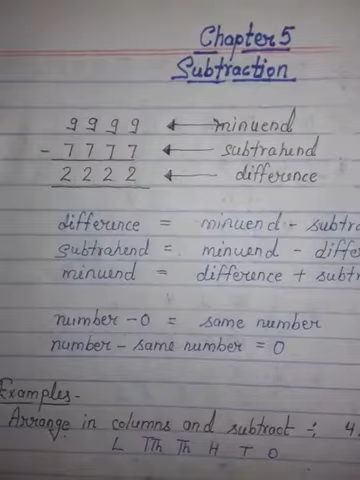 Chapter 5
Subtraction
9 9 9 9 ← minuend
- 7 7 7 7 ← subtrahend
2 2 2 2 ← difference
difference = minuend - subtra
subtrahend = minuend - diffe
minuend = difference + subtr
number - 0 = same number
number - same number = 0
Examples-
Arrange in columns and subtract ÷ 4.
L TTh Th H T O